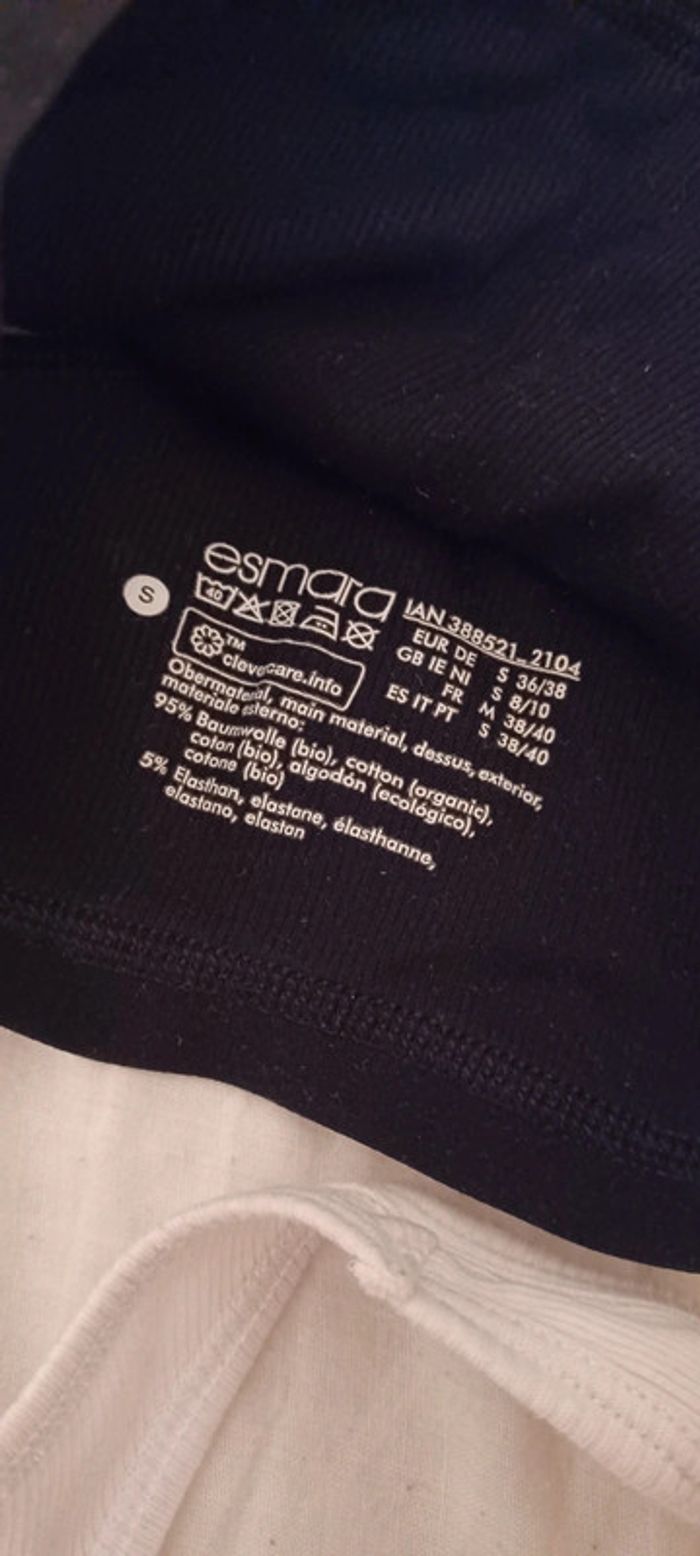 S
esmara
40
TM
clevercare.info
IAN 388521_2104
EUR DE S 36/38
GB IE NI S 8/10
FR M 38/40
ES IT PT S 38/40
Obermaterial, main material, dessus, exterior,
materiale esterno:
95% Baumwolle (bio), cotton (organic),
coton (bio), algodón (ecológico),
cotone (bio)
5% Elasthan, elastane, élasthanne,
elastano, elastan